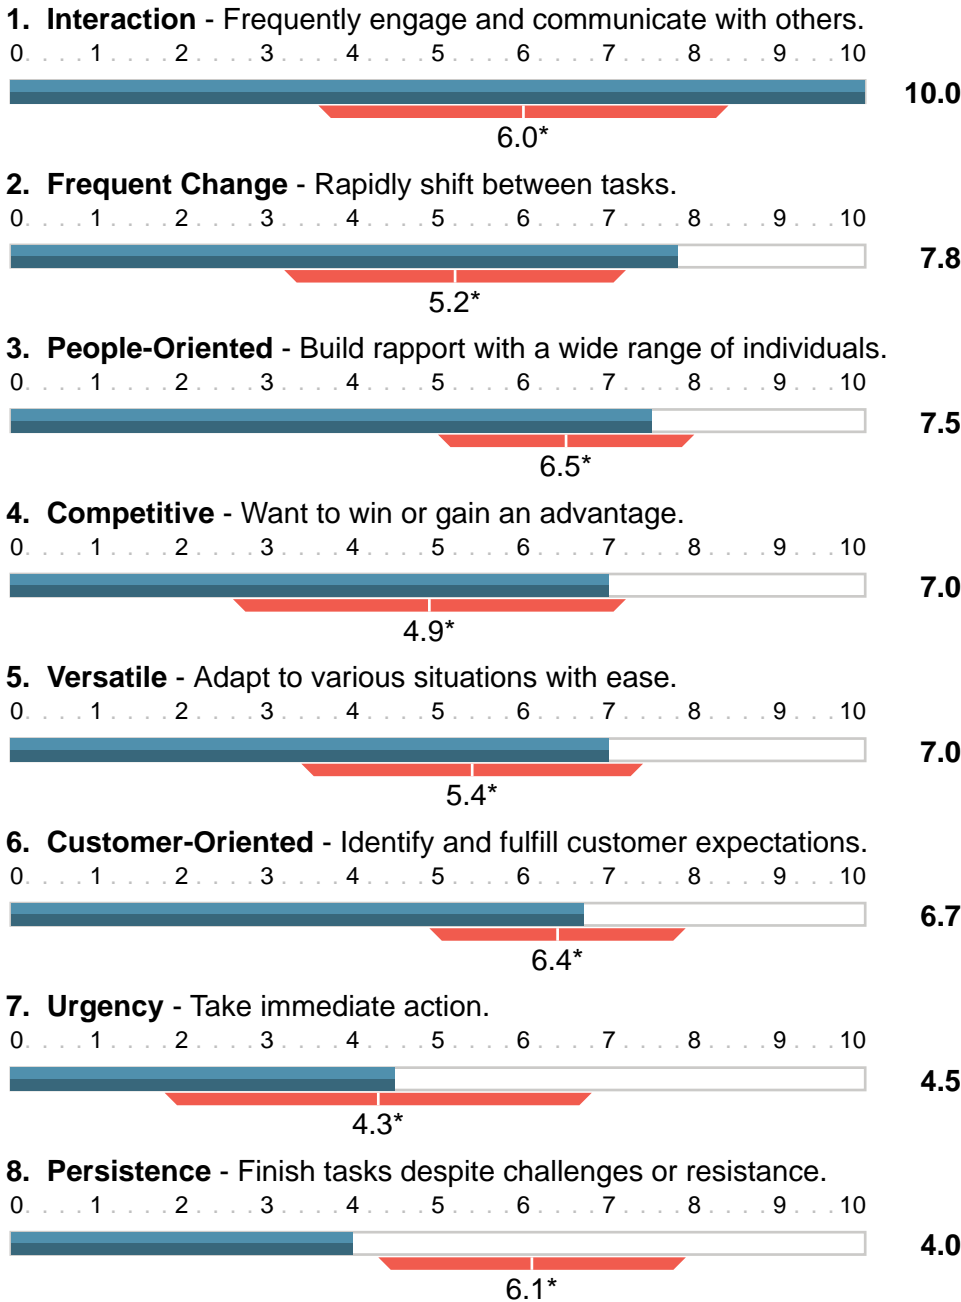 1. Interaction - Frequently engage and communicate with others.
0. . . . 1 . . . . 2 . . . . 3 . . . . 4 . . . . 5 . . . . 6 . . . . 7 . . . . 8 . . . . 9 . . . 10
10.0
6.0*
2. Frequent Change - Rapidly shift between tasks.
0. . . . 1 . . . . 2 . . . . 3 . . . . 4 . . . . 5 . . . . 6 . . . . 7 . . . . 8 . . . . 9 . . . 10
7.8
5.2*
3. People-Oriented - Build rapport with a wide range of individuals.
0. . . . 1 . . . . 2 . . . . 3 . . . . 4 . . . . 5 . . . . 6 . . . . 7 . . . . 8 . . . . 9 . . . 10
7.5
6.5*
4. Competitive - Want to win or gain an advantage.
0. . . . 1 . . . . 2 . . . . 3 . . . . 4 . . . . 5 . . . . 6 . . . . 7 . . . . 8 . . . . 9 . . . 10
7.0
4.9*
5. Versatile - Adapt to various situations with ease.
0. . . . 1 . . . . 2 . . . . 3 . . . . 4 . . . . 5 . . . . 6 . . . . 7 . . . . 8 . . . . 9 . . . 10
7.0
5.4*
6. Customer-Oriented - Identify and fulfill customer expectations.
0. . . . 1 . . . . 2 . . . . 3 . . . . 4 . . . . 5 . . . . 6 . . . . 7 . . . . 8 . . . . 9 . . . 10
6.7
6.4*
7. Urgency - Take immediate action.
0. . . . 1 . . . . 2 . . . . 3 . . . . 4 . . . . 5 . . . . 6 . . . . 7 . . . . 8 . . . . 9 . . . 10
4.5
4.3*
8. Persistence - Finish tasks despite challenges or resistance.
0. . . . 1 . . . . 2 . . . . 3 . . . . 4 . . . . 5 . . . . 6 . . . . 7 . . . . 8 . . . . 9 . . . 10
4.0
6.1*